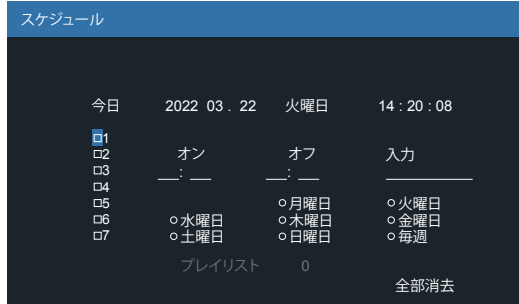 スケジュール
今日 2022 03 . 22 火曜日 14 : 20 : 08
□1
□2 オン オフ 入力
□3 __: __ __: __ ________
□4
□5 ○月曜日 ○火曜日
□6 ○水曜日 ○木曜日 ○金曜日
□7 ○土曜日 ○日曜日 ○毎週
プレイリスト 0
全部消去